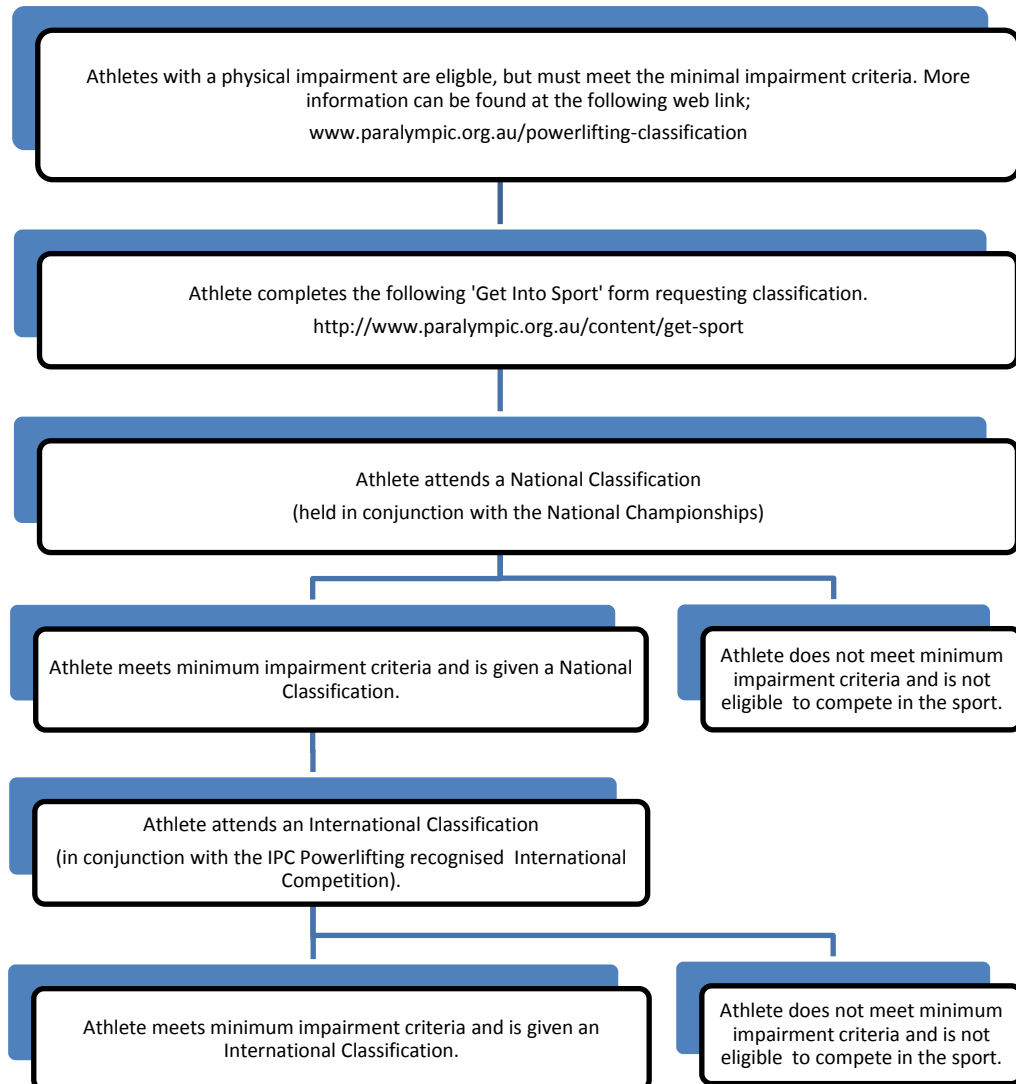 Athletes with a physical impairment are eligble, but must meet the minimal impairment criteria. More
information can be found at the following web link;
www.paralympic.org.au/powerlifting-classification
Athlete completes the following 'Get Into Sport' form requesting classification.
http://www.paralympic.org.au/content/get-sport
Athlete attends a National Classification
(held in conjunction with the National Championships)
Athlete meets minimum impairment criteria and is given a National
Classification.
Athlete does not meet minimum
impairment criteria and is not
eligible to compete in the sport.
Athlete attends an International Classification
(in conjunction with the IPC Powerlifting recognised International
Competition).
Athlete meets minimum impairment criteria and is given an
International Classification.
Athlete does not meet minimum
impairment criteria and is not
eligible to compete in the sport.